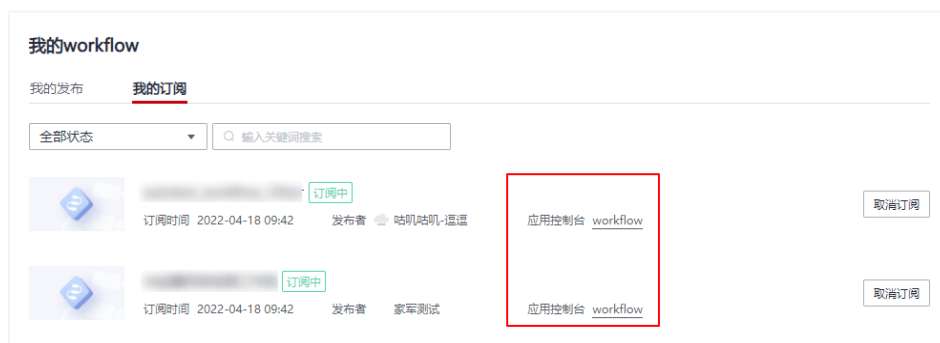 我的workflow
我的发布 我的订阅
全部状态 输入关键词搜索
订阅中
订阅时间 2022-04-18 09:42 发布者 咕叽咕叽-逗逗 应用控制台 workflow 取消订阅
订阅中
订阅时间 2022-04-18 09:42 发布者 家军测试 应用控制台 workflow 取消订阅